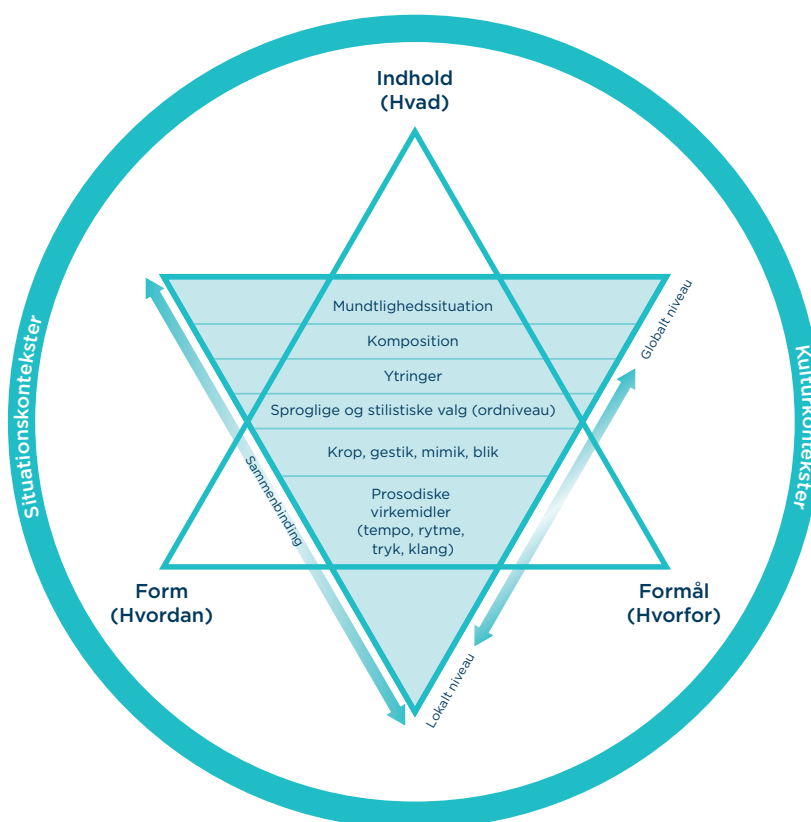 Indhold
(Hvad)
Situationskontekster
Kulturkontekster
Globalt niveau
Mundtlighedssituation
Komposition
Ytringer
Sproglige og stilistiske valg (ordniveau)
Krop, gestik, mimik, blik
Sammenbinding
Prosodiske
virkemidler
(tempo, rytme,
tryk, klang)
Form
(Hvordan)
Formål
(Hvorfor)
Lokalt niveau